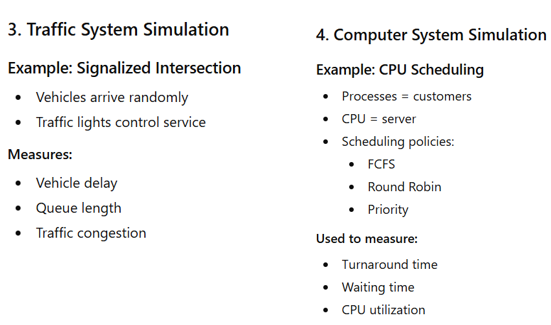 3. Traffic System Simulation
Example: Signalized Intersection
• Vehicles arrive randomly
• Traffic lights control service
Measures:
• Vehicle delay
• Queue length
• Traffic congestion
4. Computer System Simulation
Example: CPU Scheduling
• Processes = customers
• CPU = server
• Scheduling policies:
• FCFS
• Round Robin
• Priority
Used to measure:
• Turnaround time
• Waiting time
• CPU utilization